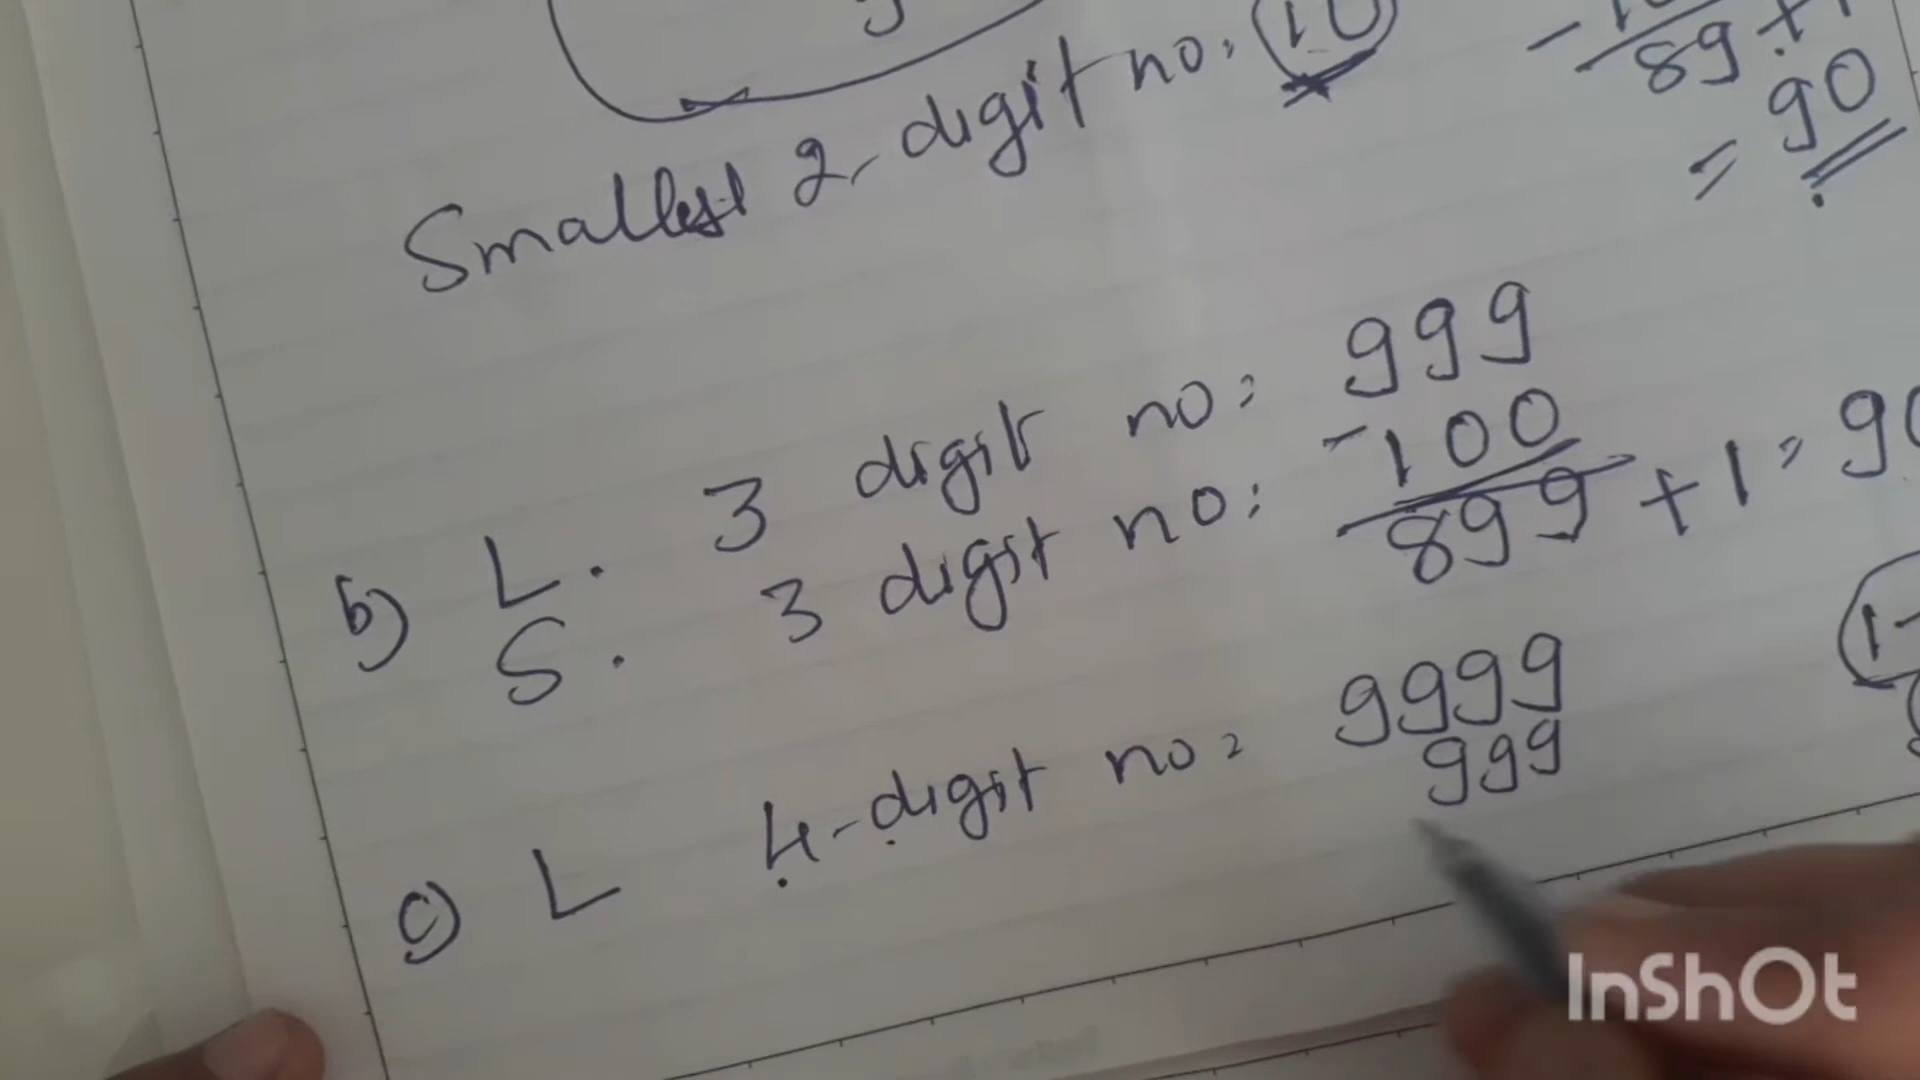 Smallest 2-digit no: 10
89 +1
= 90
b) L. 3 digit no: 999
S. 3 digit no: -100
899 +1 = 90
c) L 4-digit no = 9999
999
InShOt